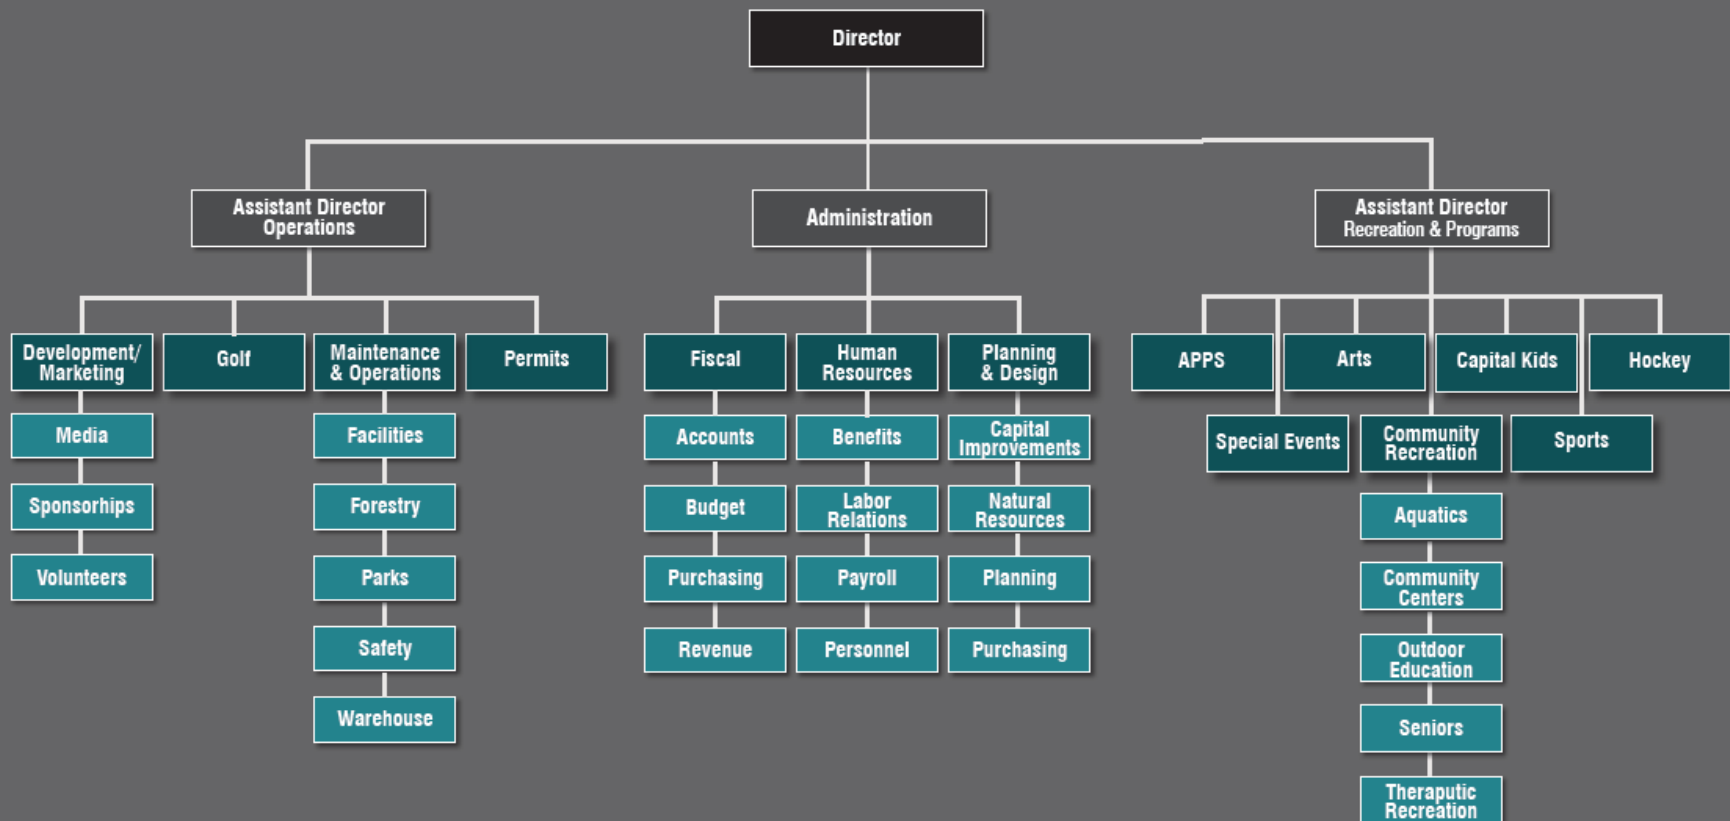 Director
Assistant Director
Operations
Administration
Assistant Director
Recreation & Programs
Development/
Marketing
Golf
Maintenance
& Operations
Permits
Fiscal
Human
Resources
Planning
& Design
APPS
Arts
Capital Kids
Hockey
Media
Facilities
Accounts
Benefits
Capital
Improvements
Special Events
Community
Recreation
Sports
Sponsorhips
Forestry
Budget
Labor
Relations
Natural
Resources
Aquatics
Volunteers
Parks
Purchasing
Payroll
Planning
Community
Centers
Safety
Revenue
Personnel
Purchasing
Outdoor
Education
Warehouse
Seniors
Theraputic
Recreation